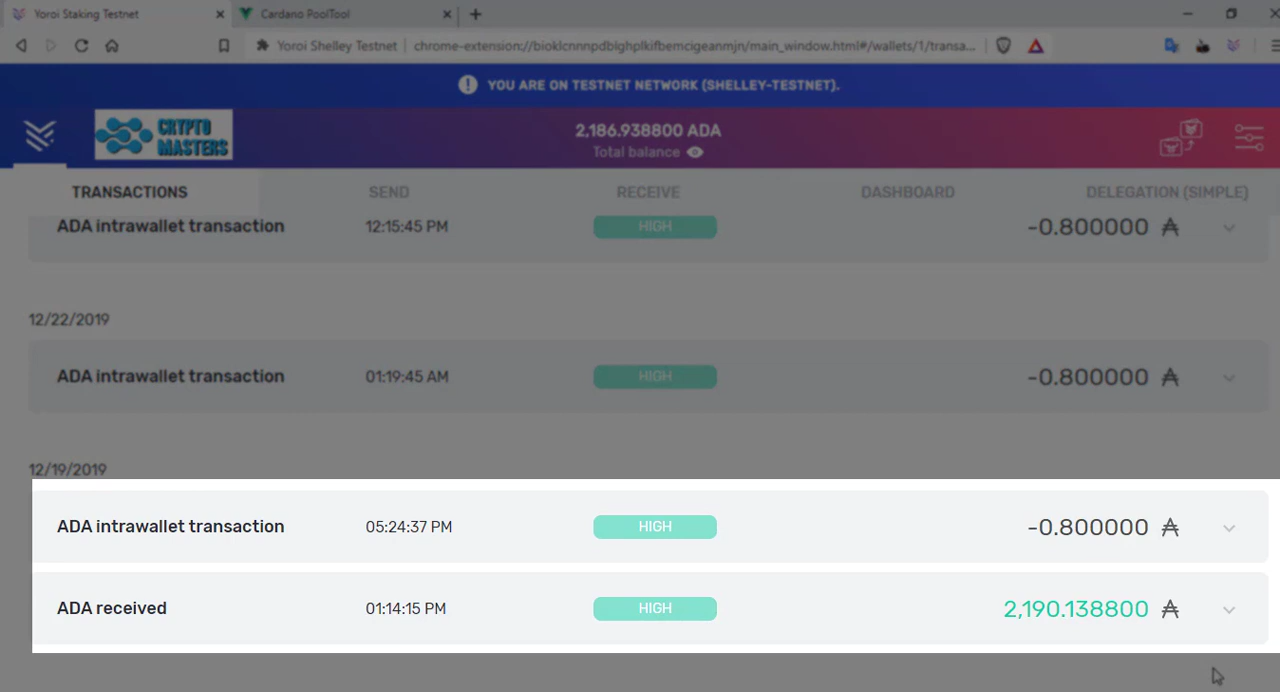 Yoroi Staking Testnet
Cardano PoolTool
Yoroi Shelley Testnet | chrome-extension://bioklcnnnpdblghplkifbemcigeanmjn/main_window.html#/wallets/1/transa...
YOU ARE ON TESTNET NETWORK (SHELLEY-TESTNET).
CRYPTO MASTERS
2,186.938800 ADA
Total balance
TRANSACTIONS SEND RECEIVE DASHBOARD DELEGATION (SIMPLE)
ADA intrawallet transaction 12:15:45 PM HIGH -0.800000
12/22/2019
ADA intrawallet transaction 01:19:45 AM HIGH -0.800000
12/19/2019
ADA intrawallet transaction 05:24:37 PM HIGH -0.800000
ADA received 01:14:15 PM HIGH 2,190.138800